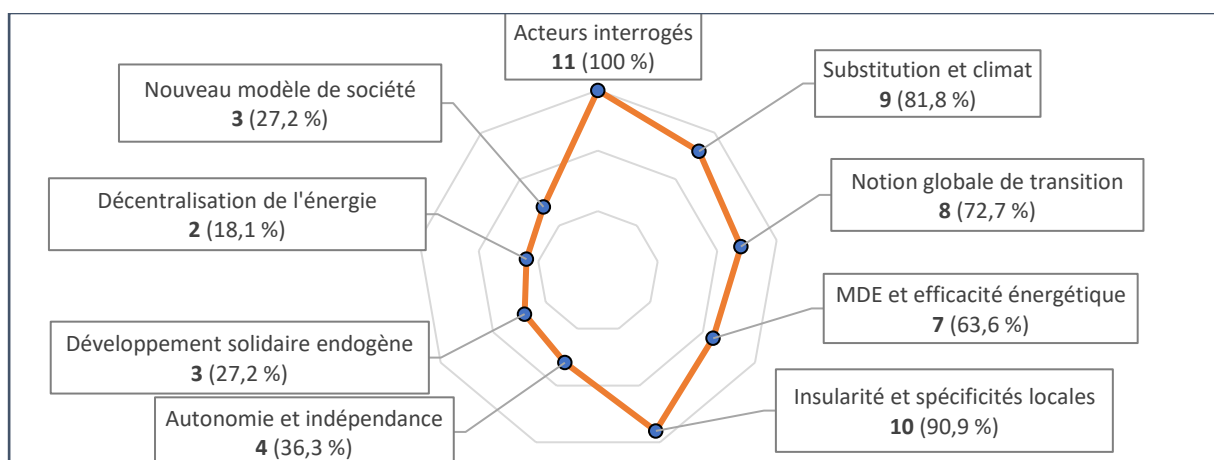 Acteurs interrogés
11 (100 %)
Substitution et climat
9 (81,8 %)
Notion globale de transition
8 (72,7 %)
MDE et efficacité énergétique
7 (63,6 %)
Insularité et spécificités locales
10 (90,9 %)
Autonomie et indépendance
4 (36,3 %)
Développement solidaire endogène
3 (27,2 %)
Décentralisation de l'énergie
2 (18,1 %)
Nouveau modèle de société
3 (27,2 %)